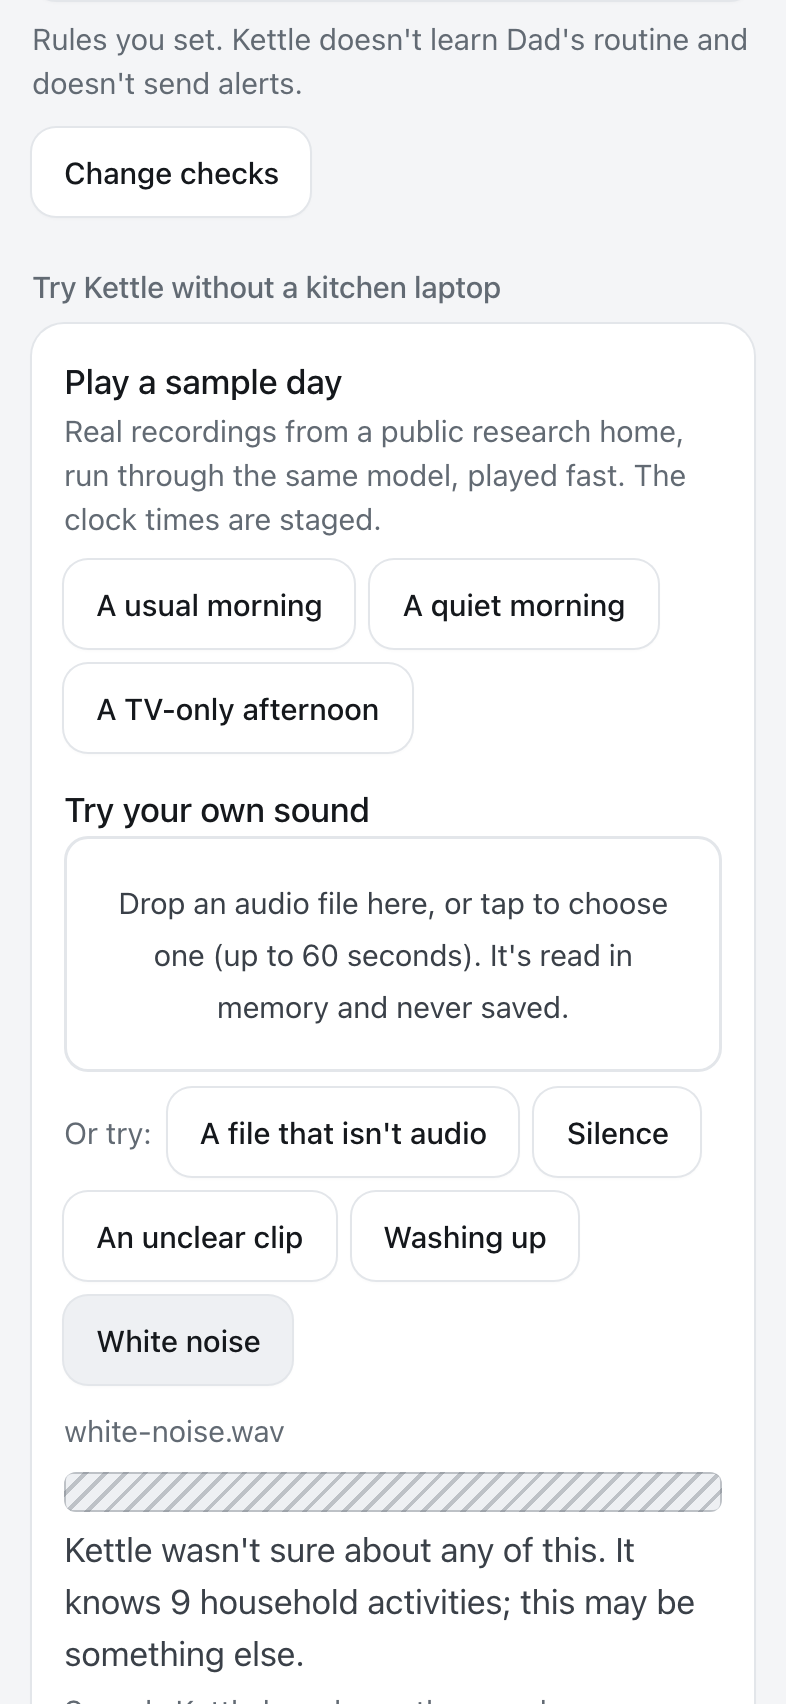 Rules you set. Kettle doesn't learn Dad's routine and
doesn't send alerts.
Change checks
Try Kettle without a kitchen laptop
Play a sample day
Real recordings from a public research home,
run through the same model, played fast. The
clock times are staged.
A usual morning
A quiet morning
A TV-only afternoon
Try your own sound
Drop an audio file here, or tap to choose
one (up to 60 seconds). It's read in
memory and never saved.
Or try:
A file that isn't audio
Silence
An unclear clip
Washing up
White noise
white-noise.wav
Kettle wasn't sure about any of this. It
knows 9 household activities; this may be
something else.